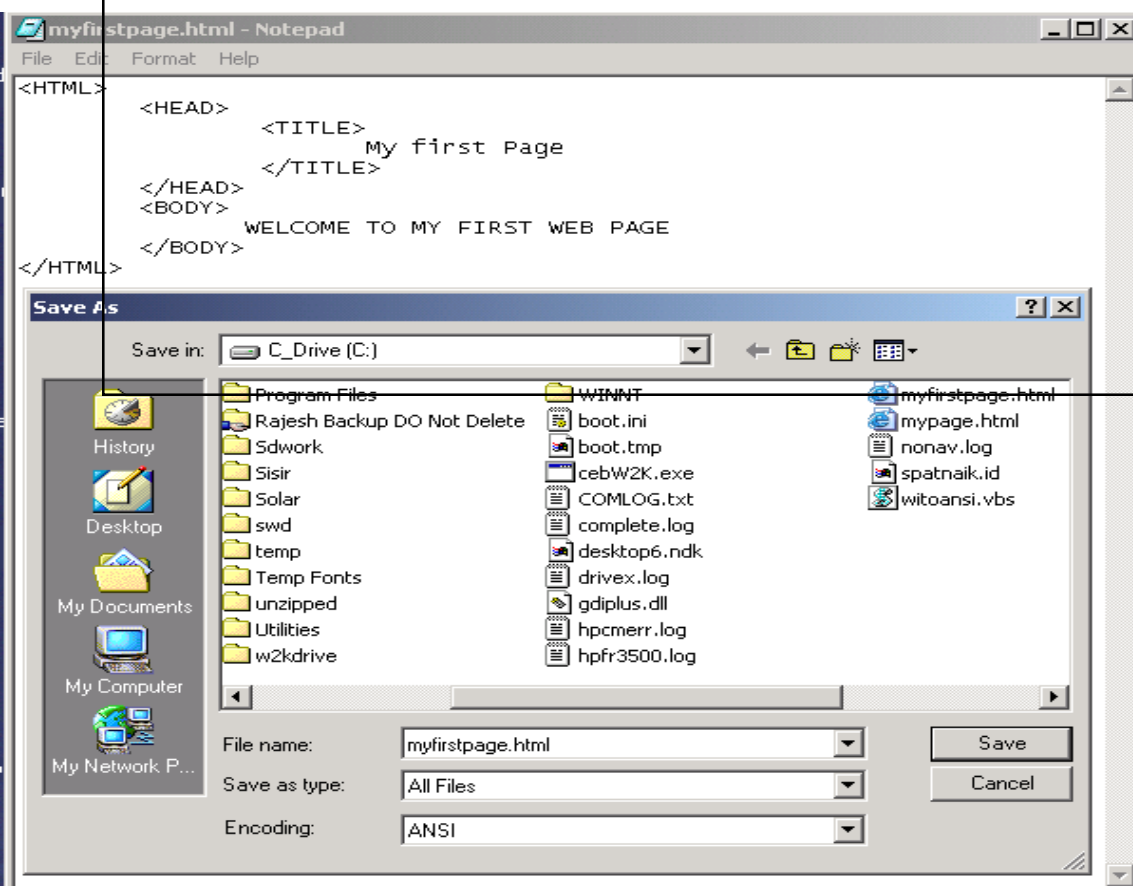 myfirstpage.html - Notepad
File Edit Format Help
<HTML>
<HEAD>
<TITLE>
My first Page
</TITLE>
</HEAD>
<BODY>
WELCOME TO MY FIRST WEB PAGE
</BODY>
</HTML>
Save As
Save in: C_Drive (C:)
History
Desktop
My Documents
My Computer
My Network P...
Program Files
Rajesh Backup DO Not Delete
Sdwork
Sisir
Solar
swd
temp
Temp Fonts
unzipped
Utilities
w2kdrive
WINNT
boot.ini
boot.tmp
cebW2K.exe
COMLOG.txt
complete.log
desktop6.ndk
drivex.log
gdiplus.dll
hpcmerr.log
hpfr3500.log
myfirstpage.html
mypage.html
nonav.log
spatnaik.id
witoansi.vbs
File name: myfirstpage.html
Save
Save as type: All Files
Cancel
Encoding: ANSI